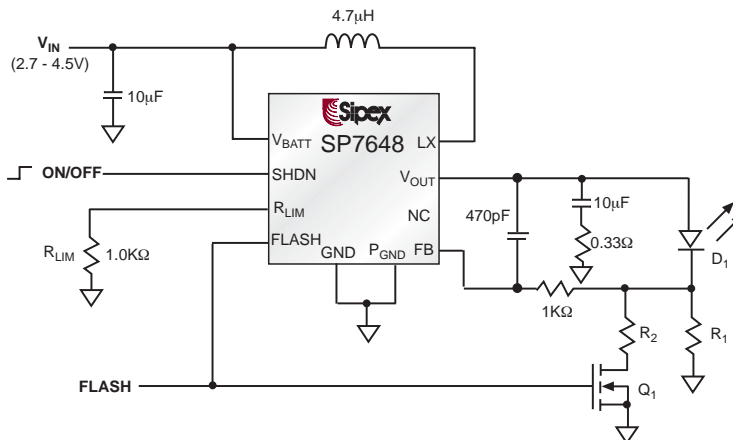 4.7µH
VIN
(2.7 - 4.5V)
10µF
Sipex
SP7648
VBATT
LX
ON/OFF
SHDN
VOUT
RLIM
NC
470pF
10µF
0.33Ω
FLASH
GND
PGND
FB
RLIM
1.0KΩ
D1
1KΩ
R2
R1
FLASH
Q1